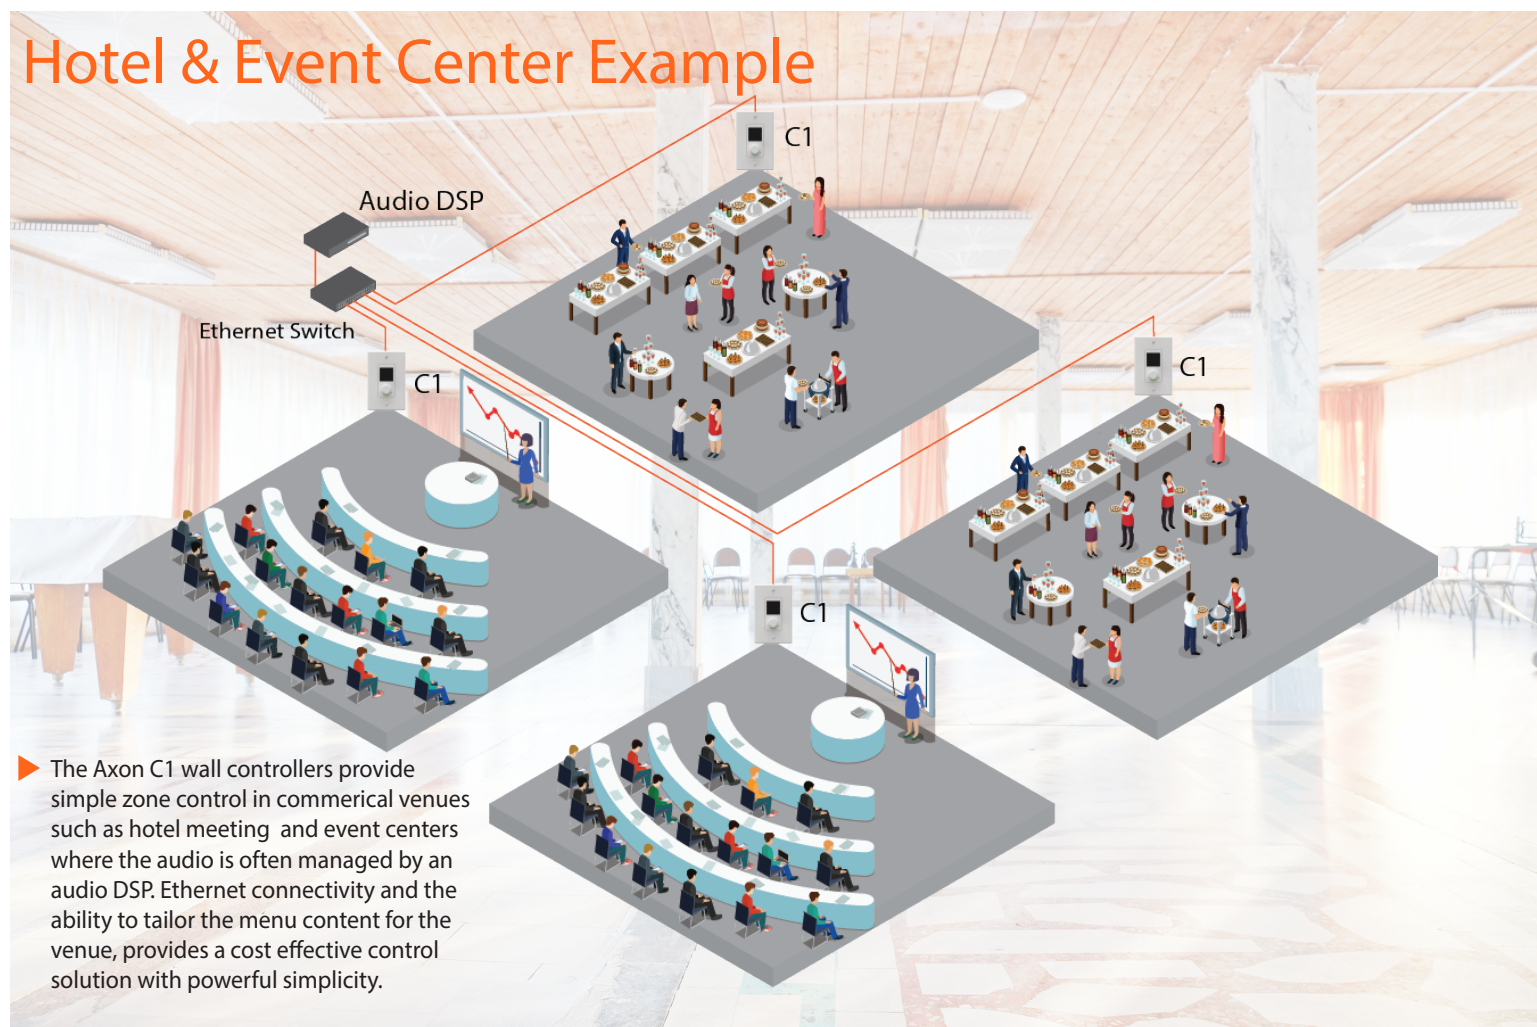 Hotel & Event Center Example
C1
Audio DSP
Ethernet Switch
C1
C1
C1
The Axon C1 wall controllers provide
simple zone control in commerical venues
such as hotel meeting  and event centers
where the audio is often managed by an
audio DSP. Ethernet connectivity and the
ability to tailor the menu content for the
venue, provides a cost effective control
solution with powerful simplicity.